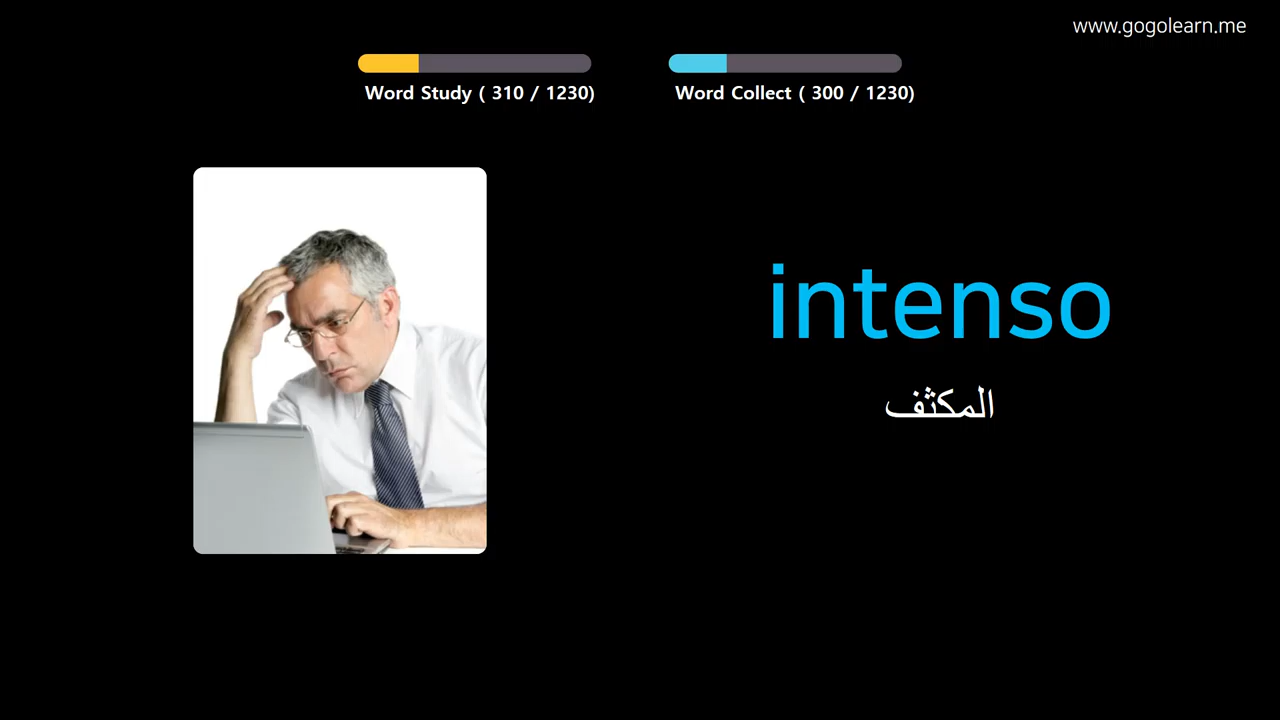 www.gogolearn.me
Word Study ( 310 / 1230)
Word Collect ( 300 / 1230)
intenso
المكثف